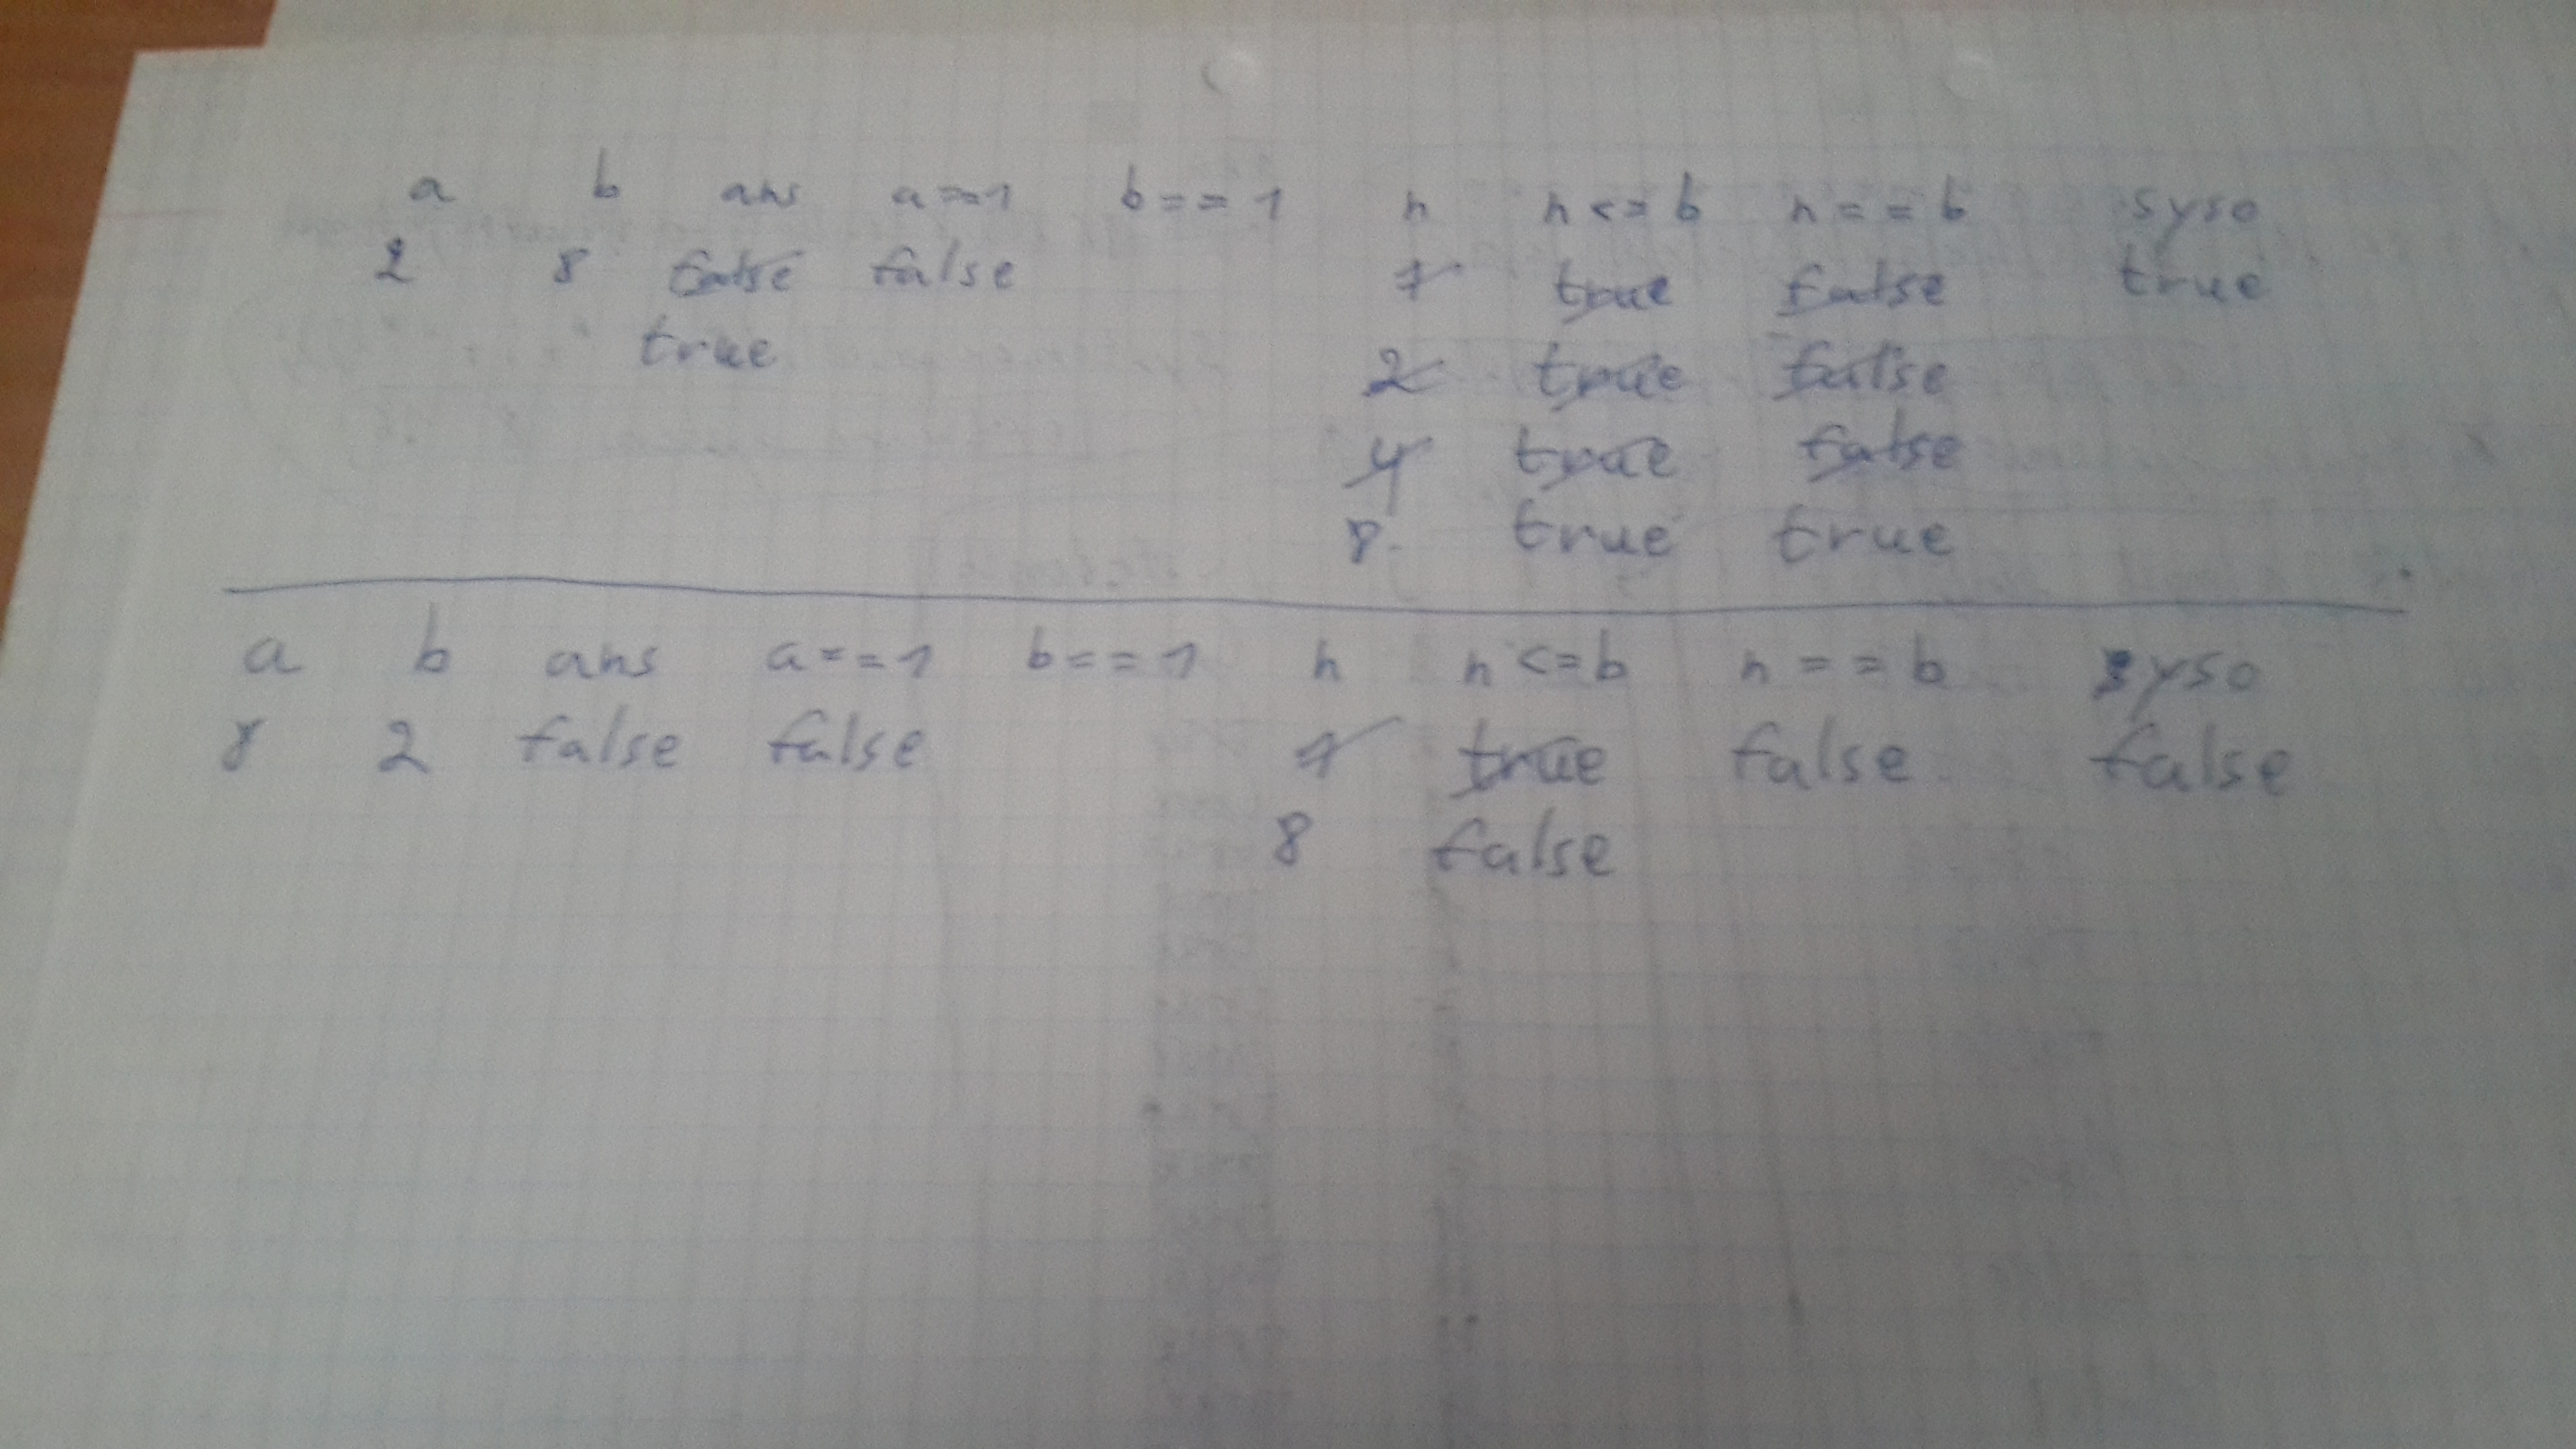 a b ans a==1 b==1 n n<=b n==b syso
2 8 false false 1 true false true
true 2 true false
4 true false
8 true true
a b ans a==1 b==1 n n<=b n==b syso
8 2 false false 1 true false false
8 false